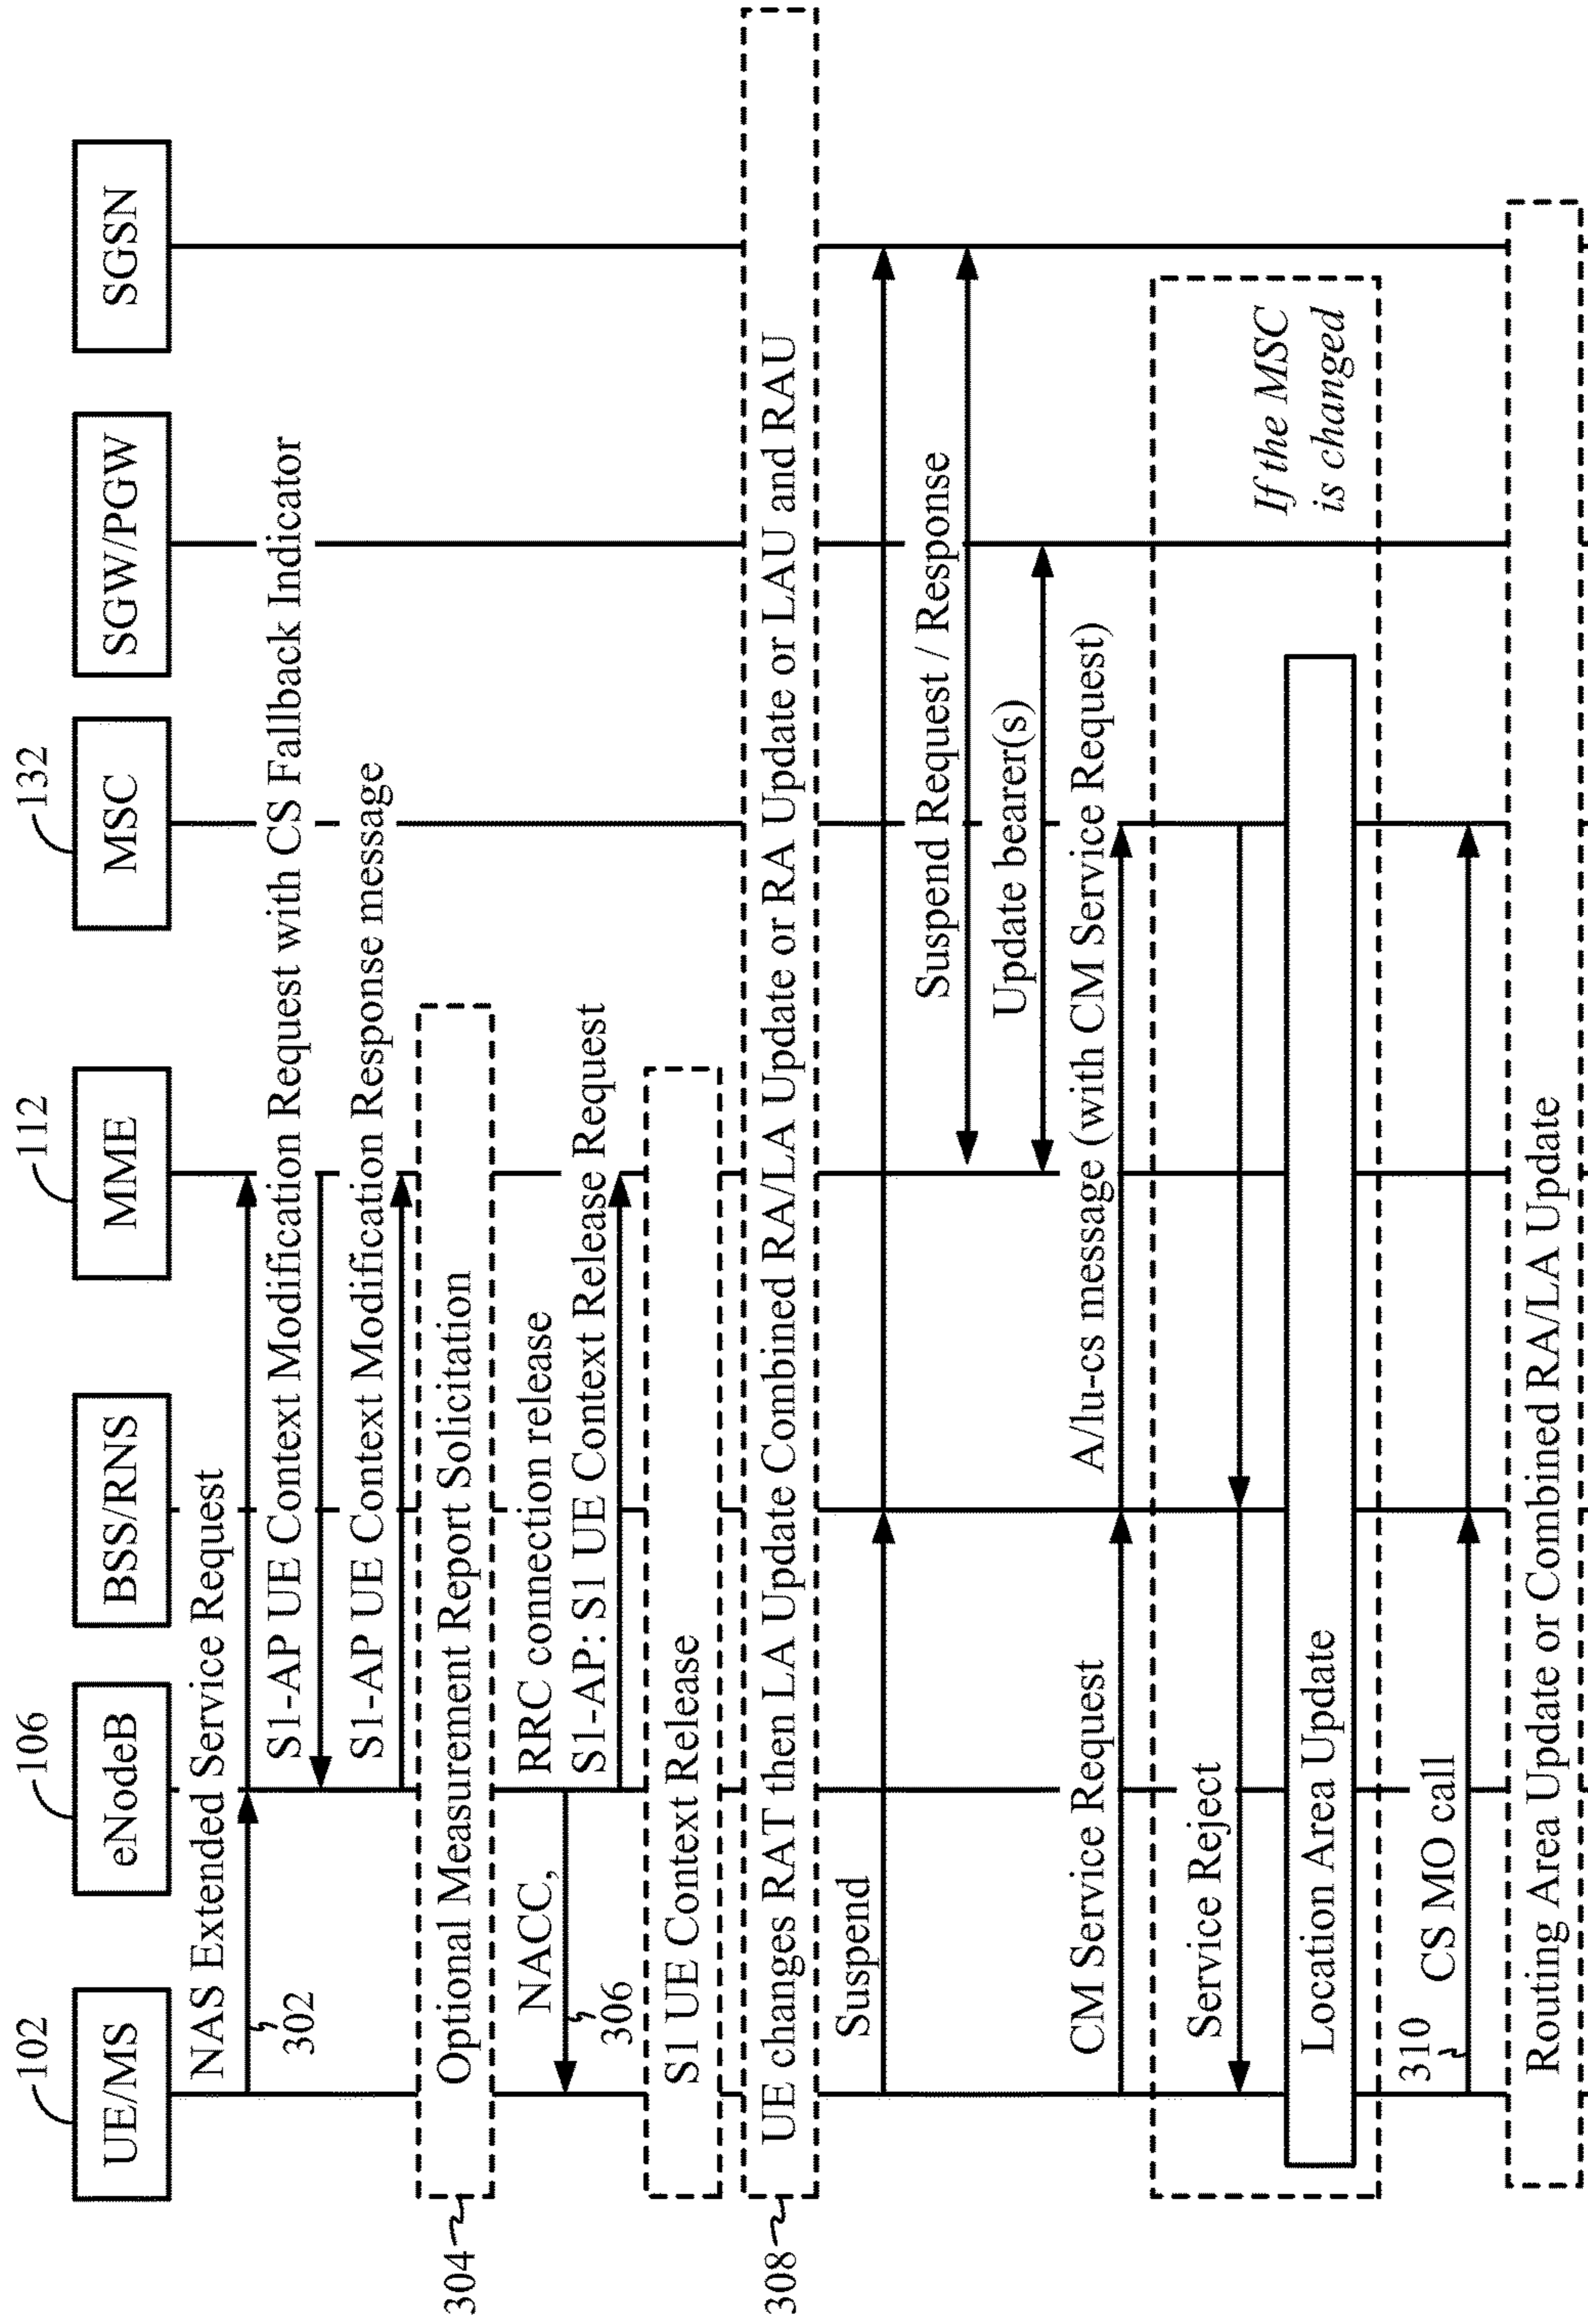 102
106
112
132
UE/MS
eNodeB
BSS/RNS
MME
MSC
SGW/PGW
SGSN
NAS Extended Service Request
302
S1-AP UE Context Modification Request with CS Fallback Indicator
S1-AP UE Context Modification Response message
304
Optional Measurement Report Solicitation
NACC,
RRC connection release
306
S1-AP: S1 UE Context Release Request
S1 UE Context Release
308
UE changes RAT then LA Update Combined RA/LA Update or RA Update or LAU and RAU
Suspend
Suspend Request / Response
Update bearer(s)
CM Service Request
A/lu-cs message (with CM Service Request)
Service Reject
If the MSC
is changed
Location Area Update
310
CS MO call
Routing Area Update or Combined RA/LA Update